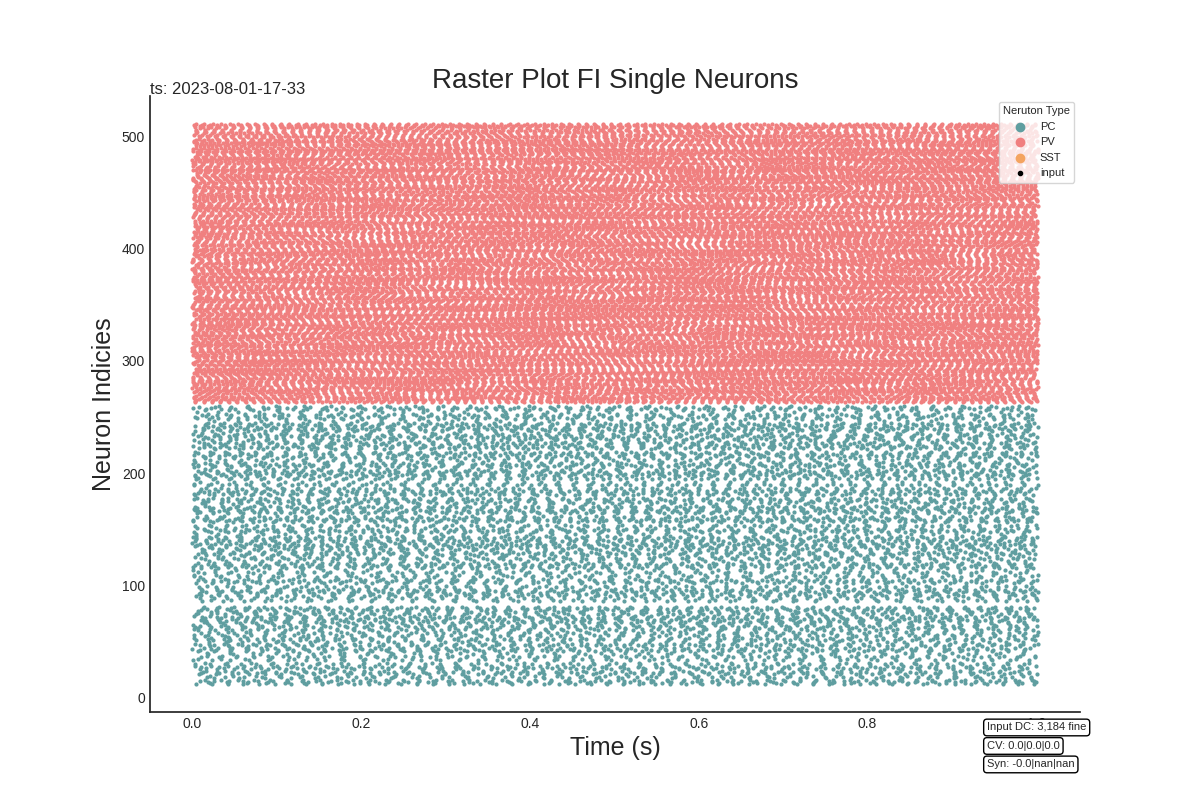 Raster Plot FI Single Neurons
ts: 2023-08-01-17-33
Neruton Type
PC
PV
SST
input
500
400
300
200
100
0
Neuron Indicies
0.0
0.2
0.4
0.6
0.8
Time (s)
Input DC: 3,184 fine
CV: 0.0|0.0|0.0
Syn: -0.0|nan|nan